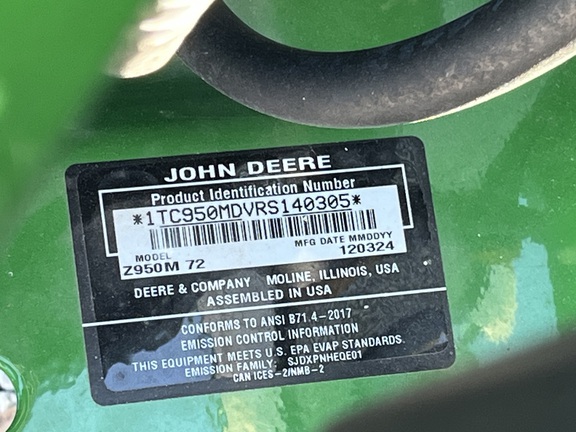 JOHN DEERE
Product Identification Number
*1TC950MDVRS140305*
MODEL MFG DATE MMDDYY
Z950M 72 120324
DEERE & COMPANY MOLINE, ILLINOIS, USA
ASSEMBLED IN USA
CONFORMS TO ANSI B71.4-2017
EMISSION CONTROL INFORMATION
THIS EQUIPMENT MEETS U.S. EPA EVAP STANDARDS.
EMISSION FAMILY: SJDXPNHEQE01
CAN ICES-2/NMB-2